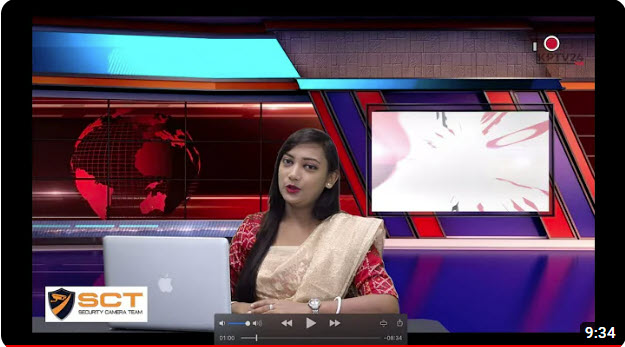 KPTV24
SCT
SECURITY CAMERA TEAM
01:00
-08:34
9:34